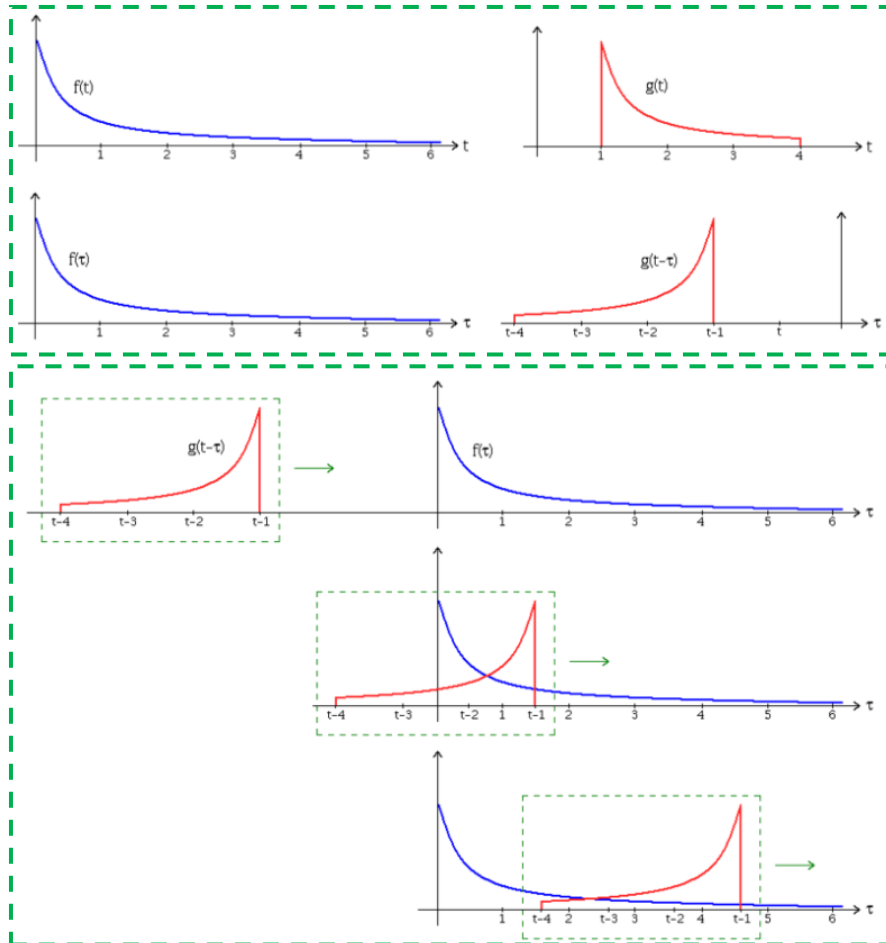 f(t)
g(t)
1 2 3 4 5 6 t
1 2 3 4 t
f(τ)
g(t−τ)
1 2 3 4 5 6 τ
t−4 t−3 t−2 t−1 t τ
g(t−τ)
f(τ)
t−4 t−3 t−2 t−1 1 2 3 4 5 6 τ
t−4 t−3 t−2 1 t−1 2 3 4 5 6 τ
1 t−4 2 t−3 3 t−2 t−1 5 6 τ